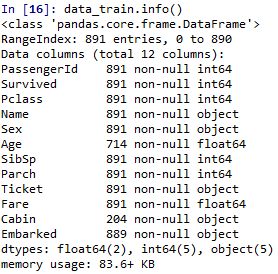 In [16]: data_train.info()
<class 'pandas.core.frame.DataFrame'>
RangeIndex: 891 entries, 0 to 890
Data columns (total 12 columns):
PassengerId    891 non-null int64
Survived       891 non-null int64
Pclass         891 non-null int64
Name           891 non-null object
Sex            891 non-null object
Age            714 non-null float64
SibSp          891 non-null int64
Parch          891 non-null int64
Ticket         891 non-null object
Fare           891 non-null float64
Cabin          204 non-null object
Embarked       889 non-null object
dtypes: float64(2), int64(5), object(5)
memory usage: 83.6+ KB